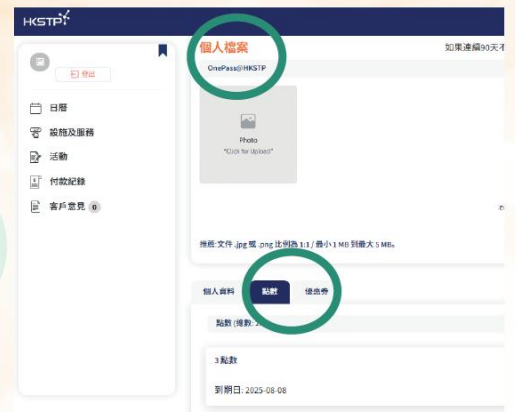 HKSTP
登出
日曆
設施及服務
活動
付款紀錄
客戶意見 0
個人檔案
如果連續90天不
OnePass@HKSTP
Photo
"Click for Upload"
推薦:文件 .jpg 或 .png 比例為 1:1 / 最小 1 MB 到最大 5 MB。
個人資料 點數 優惠券
點數 (總數:
3 點數
到期日: 2025-08-08